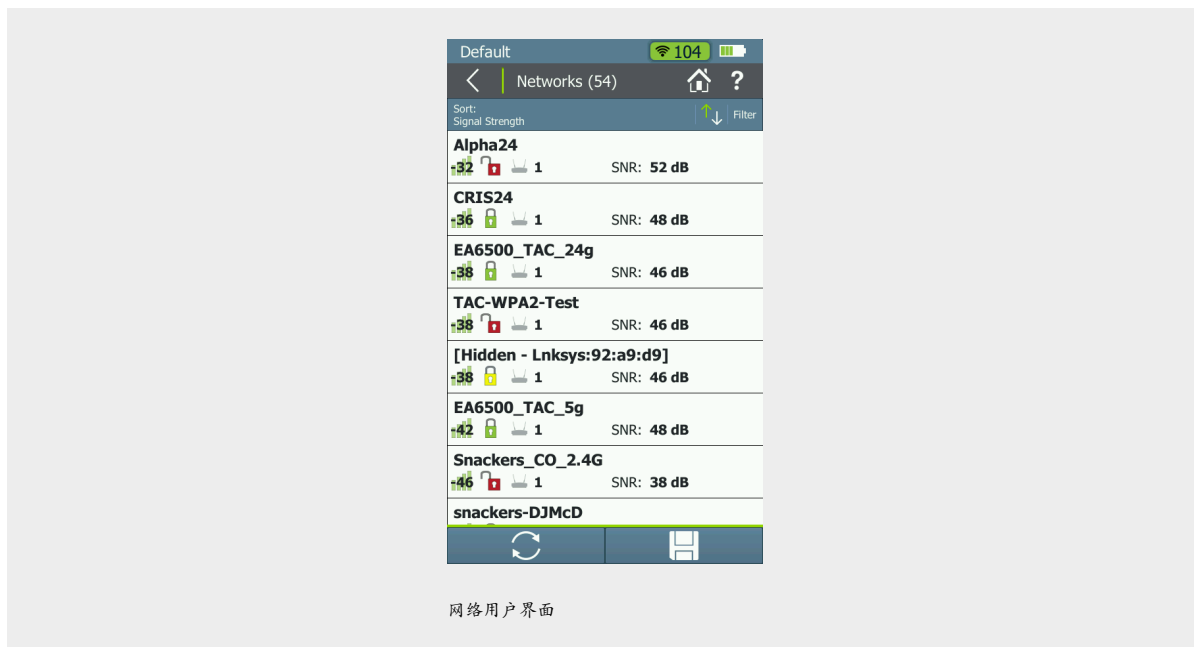 Default 104
Networks (54) ?
Sort:
Signal Strength
Filter
Alpha24
-32 1 SNR: 52 dB
CRIS24
-36 1 SNR: 48 dB
EA6500_TAC_24g
-38 1 SNR: 46 dB
TAC-WPA2-Test
-38 1 SNR: 46 dB
[Hidden - Lnksys:92:a9:d9]
-38 1 SNR: 46 dB
EA6500_TAC_5g
-42 1 SNR: 48 dB
Snackers_CO_2.4G
-46 1 SNR: 38 dB
snackers-DJMcD
网络用户界面